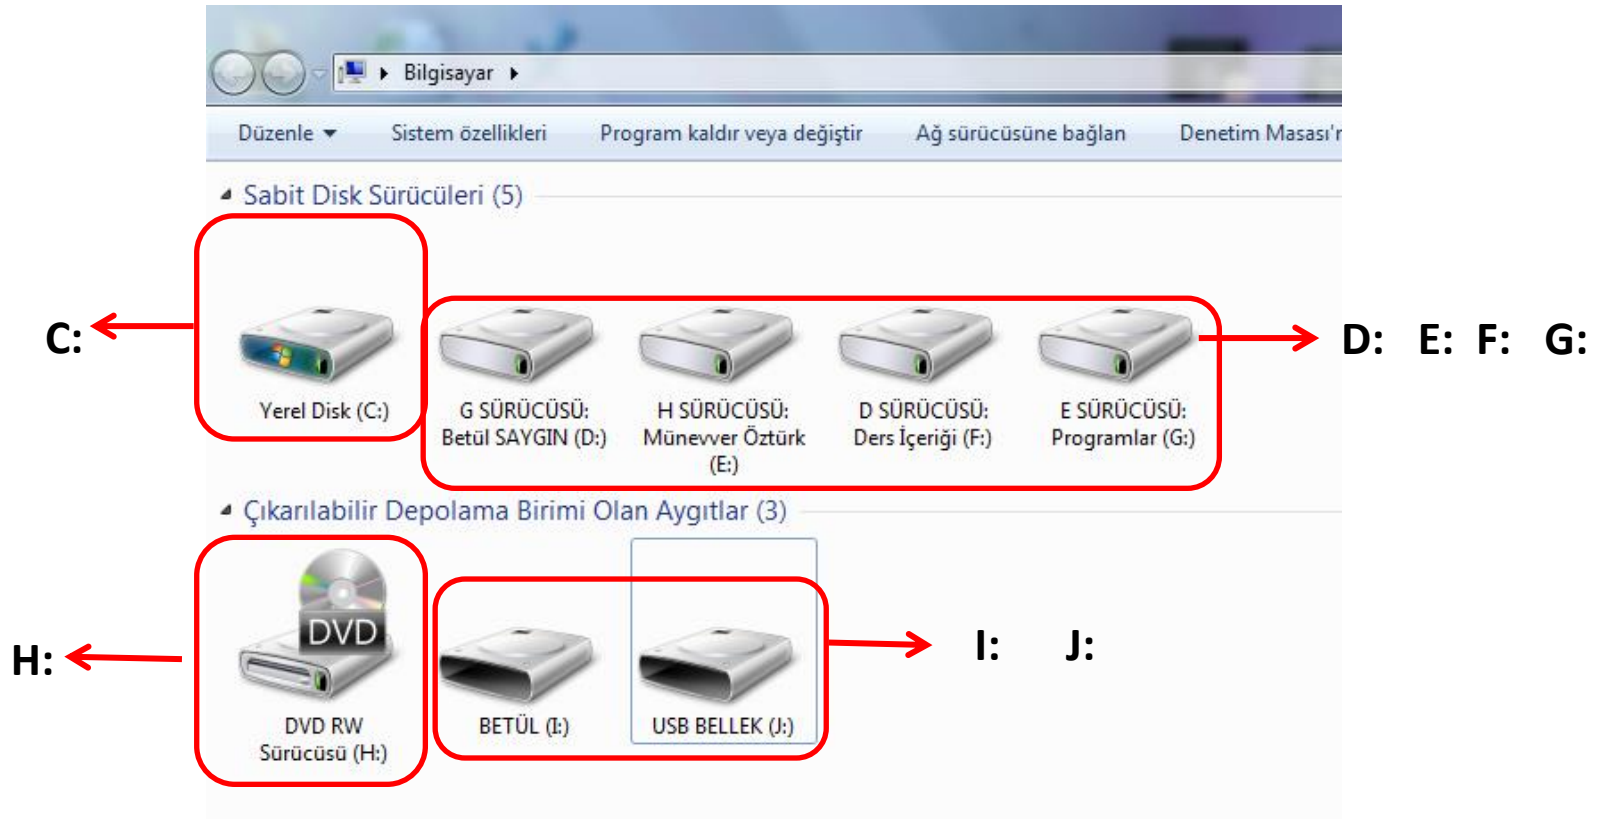 Bilgisayar
Düzenle Sistem özellikleri Program kaldır veya değiştir Ağ sürücüsüne bağlan Denetim Masası'r
Sabit Disk Sürücüleri (5)
C:
D: E: F: G:
Yerel Disk (C:)
G SÜRÜCÜSÜ:
Betül SAYGIN (D:)
H SÜRÜCÜSÜ:
Münevver Öztürk
(E:)
D SÜRÜCÜSÜ:
Ders İçeriği (F:)
E SÜRÜCÜSÜ:
Programlar (G:)
Çıkarılabilir Depolama Birimi Olan Aygıtlar (3)
H:
DVD
I: J:
DVD RW
Sürücüsü (H:)
BETÜL (I:)
USB BELLEK (J:)